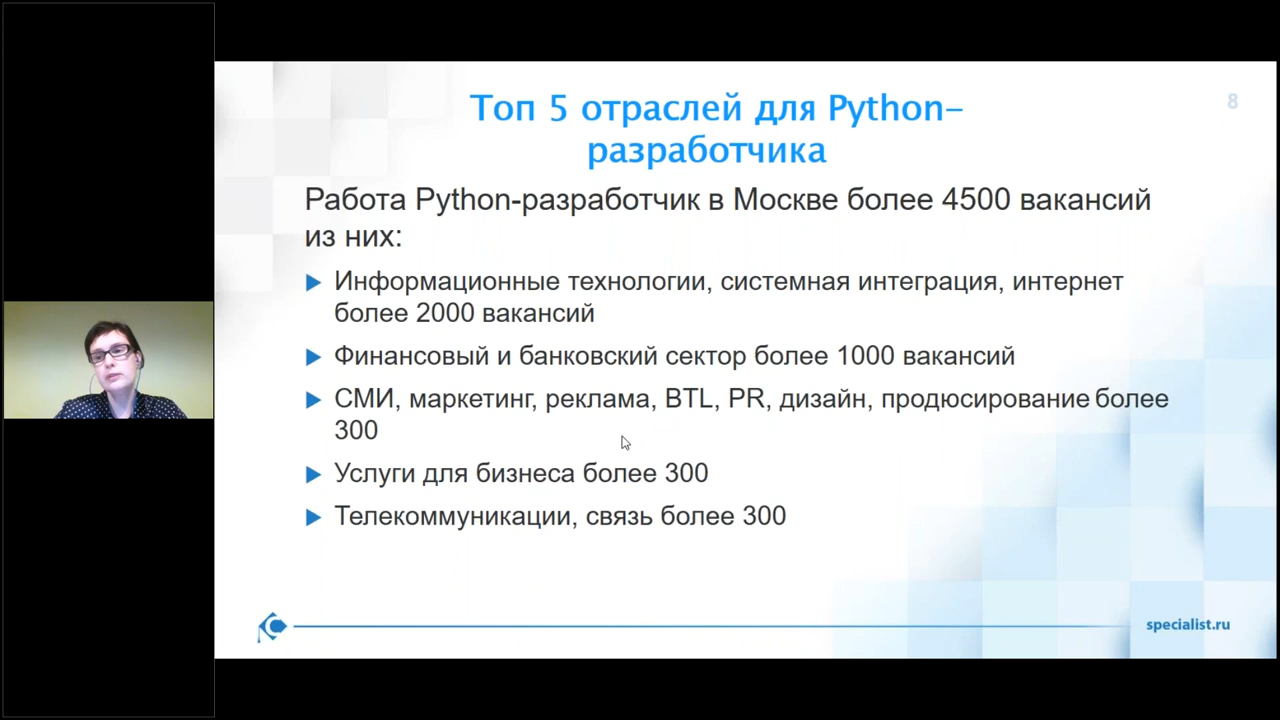 8
Топ 5 отраслей для Python-
разработчика
Работа Python-разработчик в Москве более 4500 вакансий
из них:
Информационные технологии, системная интеграция, интернет
более 2000 вакансий
Финансовый и банковский сектор более 1000 вакансий
СМИ, маркетинг, реклама, BTL, PR, дизайн, продюсирование более
300
Услуги для бизнеса более 300
Телекоммуникации, связь более 300
specialist.ru